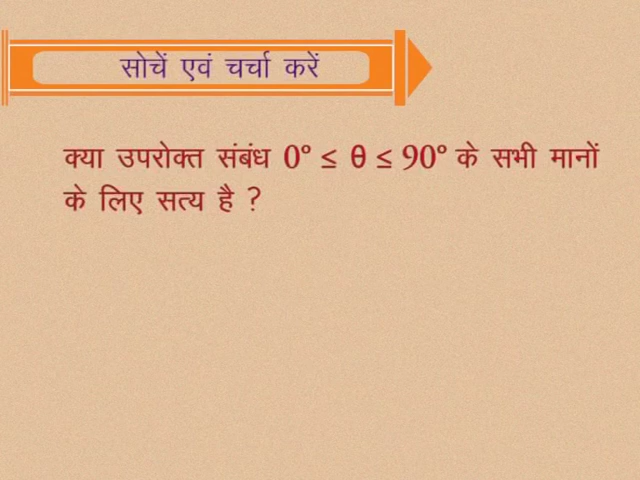 सोचें एवं चर्चा करें
क्या उपरोक्त संबंध 0° ≤ θ ≤ 90° के सभी मानों
के लिए सत्य है ?